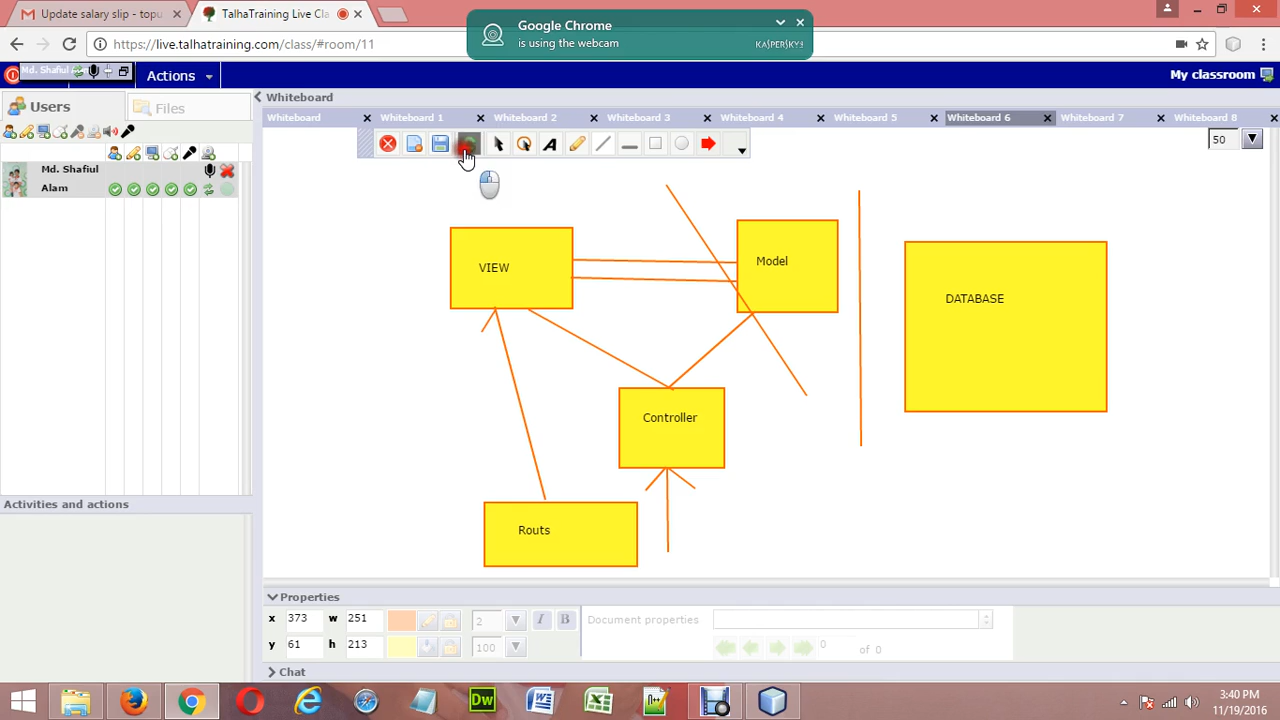 Update salary slip - topu
TalhaTraining Live Cla
Google Chrome
is using the webcam
KASPERSKY
https://live.talhatraining.com/class/#room/11
Md. Shafiul
Actions
My classroom
Users
Files
Whiteboard
Whiteboard
Whiteboard 1
Whiteboard 2
Whiteboard 3
Whiteboard 4
Whiteboard 5
Whiteboard 6
Whiteboard 7
Whiteboard 8
A
50
Md. Shafiul
Alam
VIEW
Model
DATABASE
Controller
Routs
Activities and actions
Properties
x 373 w 251 2 I B Document properties
y 61 h 213 100 0 of 0
Chat
Dw
3:40 PM
11/19/2016